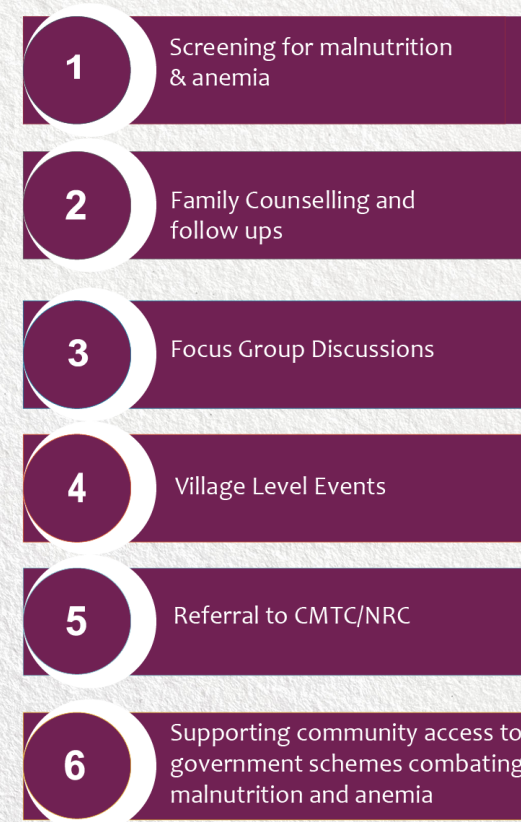 1
Screening for malnutrition
& anemia
2
Family Counselling and
follow ups
3
Focus Group Discussions
4
Village Level Events
5
Referral to CMTC/NRC
6
Supporting community access to
government schemes combating
malnutrition and anemia